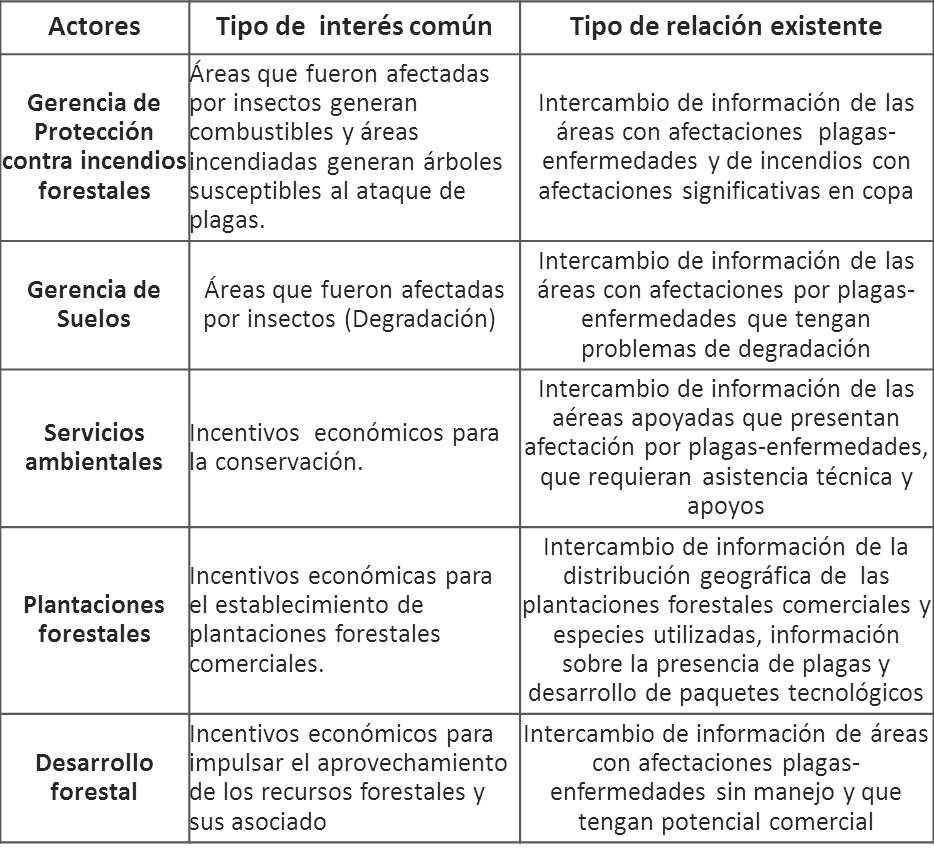 Actores
Tipo de interés común
Tipo de relación existente
Gerencia de
Protección
contra incendios
forestales
Áreas que fueron afectadas
por insectos generan
combustibles y áreas
incendiadas generan árboles
susceptibles al ataque de
plagas.
Intercambio de información de las
áreas con afectaciones plagas-
enfermedades y de incendios con
afectaciones significativas en copa
Gerencia de
Suelos
Áreas que fueron afectadas
por insectos (Degradación)
Intercambio de información de las
áreas con afectaciones por plagas-
enfermedades que tengan
problemas de degradación
Servicios
ambientales
Incentivos económicos para
la conservación.
Intercambio de información de las
aéreas apoyadas que presentan
afectación por plagas-enfermedades,
que requieran asistencia técnica y
apoyos
Plantaciones
forestales
Incentivos económicas para
el establecimiento de
plantaciones forestales
comerciales.
Intercambio de información de la
distribución geográfica de las
plantaciones forestales comerciales y
especies utilizadas, información
sobre la presencia de plagas y
desarrollo de paquetes tecnológicos
Desarrollo
forestal
Incentivos económicos para
impulsar el aprovechamiento
de los recursos forestales y
sus asociado
Intercambio de información de áreas
con afectaciones plagas-
enfermedades sin manejo y que
tengan potencial comercial